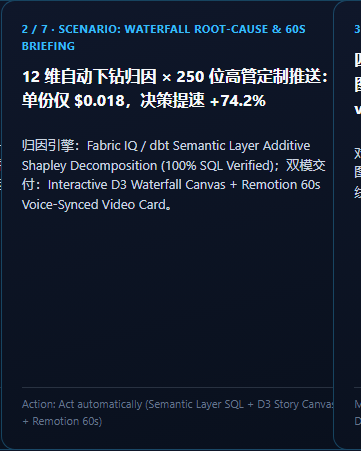 2 / 7 · SCENARIO: WATERFALL ROOT-CAUSE & 60S
BRIEFING
12 维自动下钻归因 × 250 位高管定制推送：
单份仅 $0.018，决策提速 +74.2%
归因引擎：Fabric IQ / dbt Semantic Layer Additive
Shapley Decomposition (100% SQL Verified)；双模交
付：Interactive D3 Waterfall Canvas + Remotion 60s
Voice-Synced Video Card。
Action: Act automatically (Semantic Layer SQL + D3 Story Canvas
+ Remotion 60s)